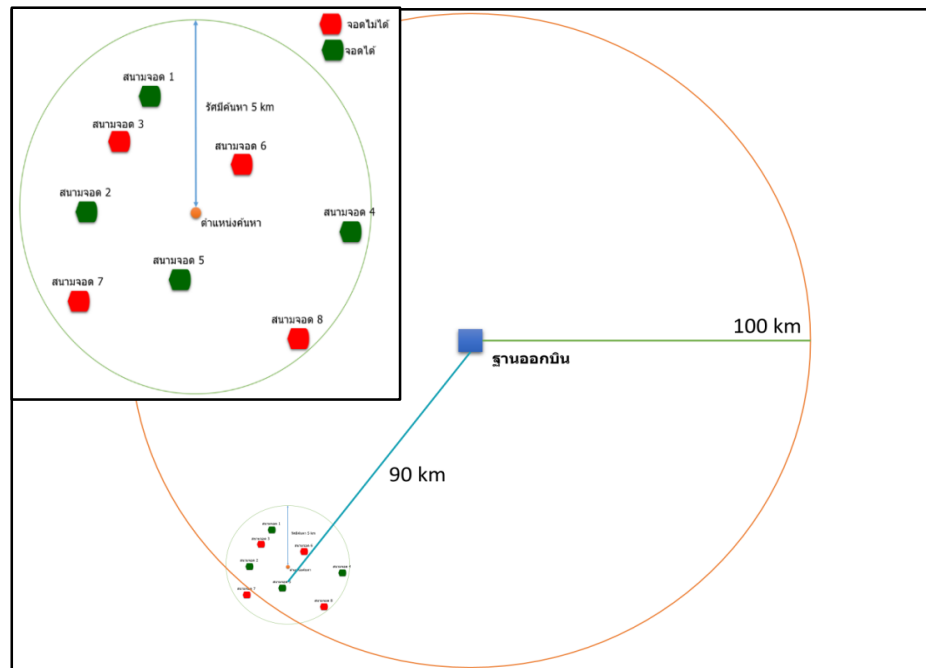 จอดไม่ได้
จอดได้
สนามจอด 1
รัศมีค้นหา 5 km
สนามจอด 3
สนามจอด 6
สนามจอด 2
สนามจอด 4
ตำแหน่งค้นหา
สนามจอด 5
สนามจอด 7
สนามจอด 8
100 km
ฐานออกบิน
90 km